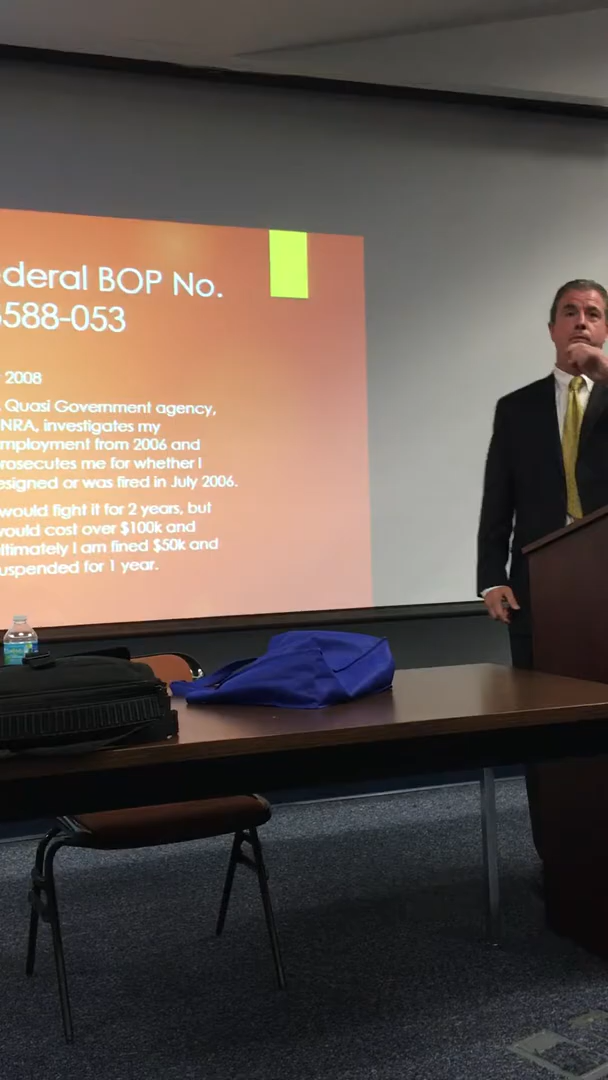 ederal BOP No.
588-053
2008
Quasi Government agency,
NRA, investigates my
mployment from 2006 and
rosecutes me for whether I
esigned or was fired in July 2006.
would fight it for 2 years, but
would cost over $100k and
ltimately I am fined $50k and
uspended for 1 year.